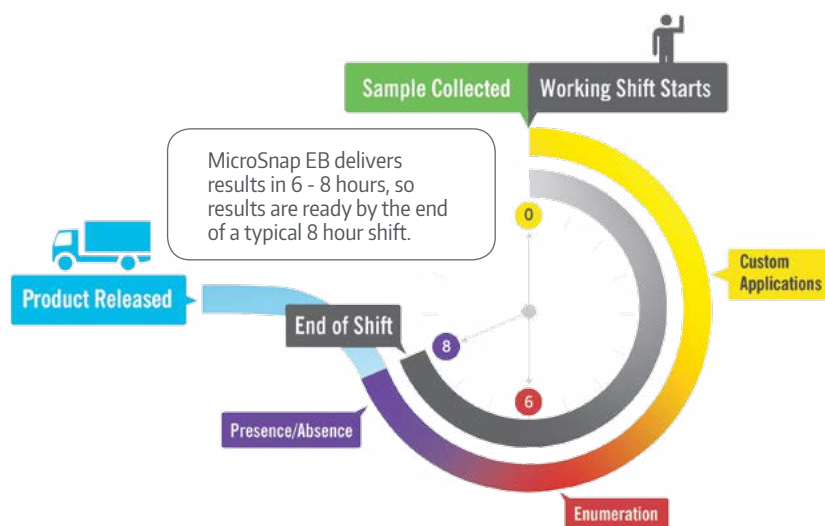 Sample Collected
Working Shift Starts
MicroSnap EB delivers
results in 6 - 8 hours, so
results are ready by the end
of a typical 8 hour shift.
0
Custom
Applications
Product Released
End of Shift
8
6
Presence/Absence
Enumeration